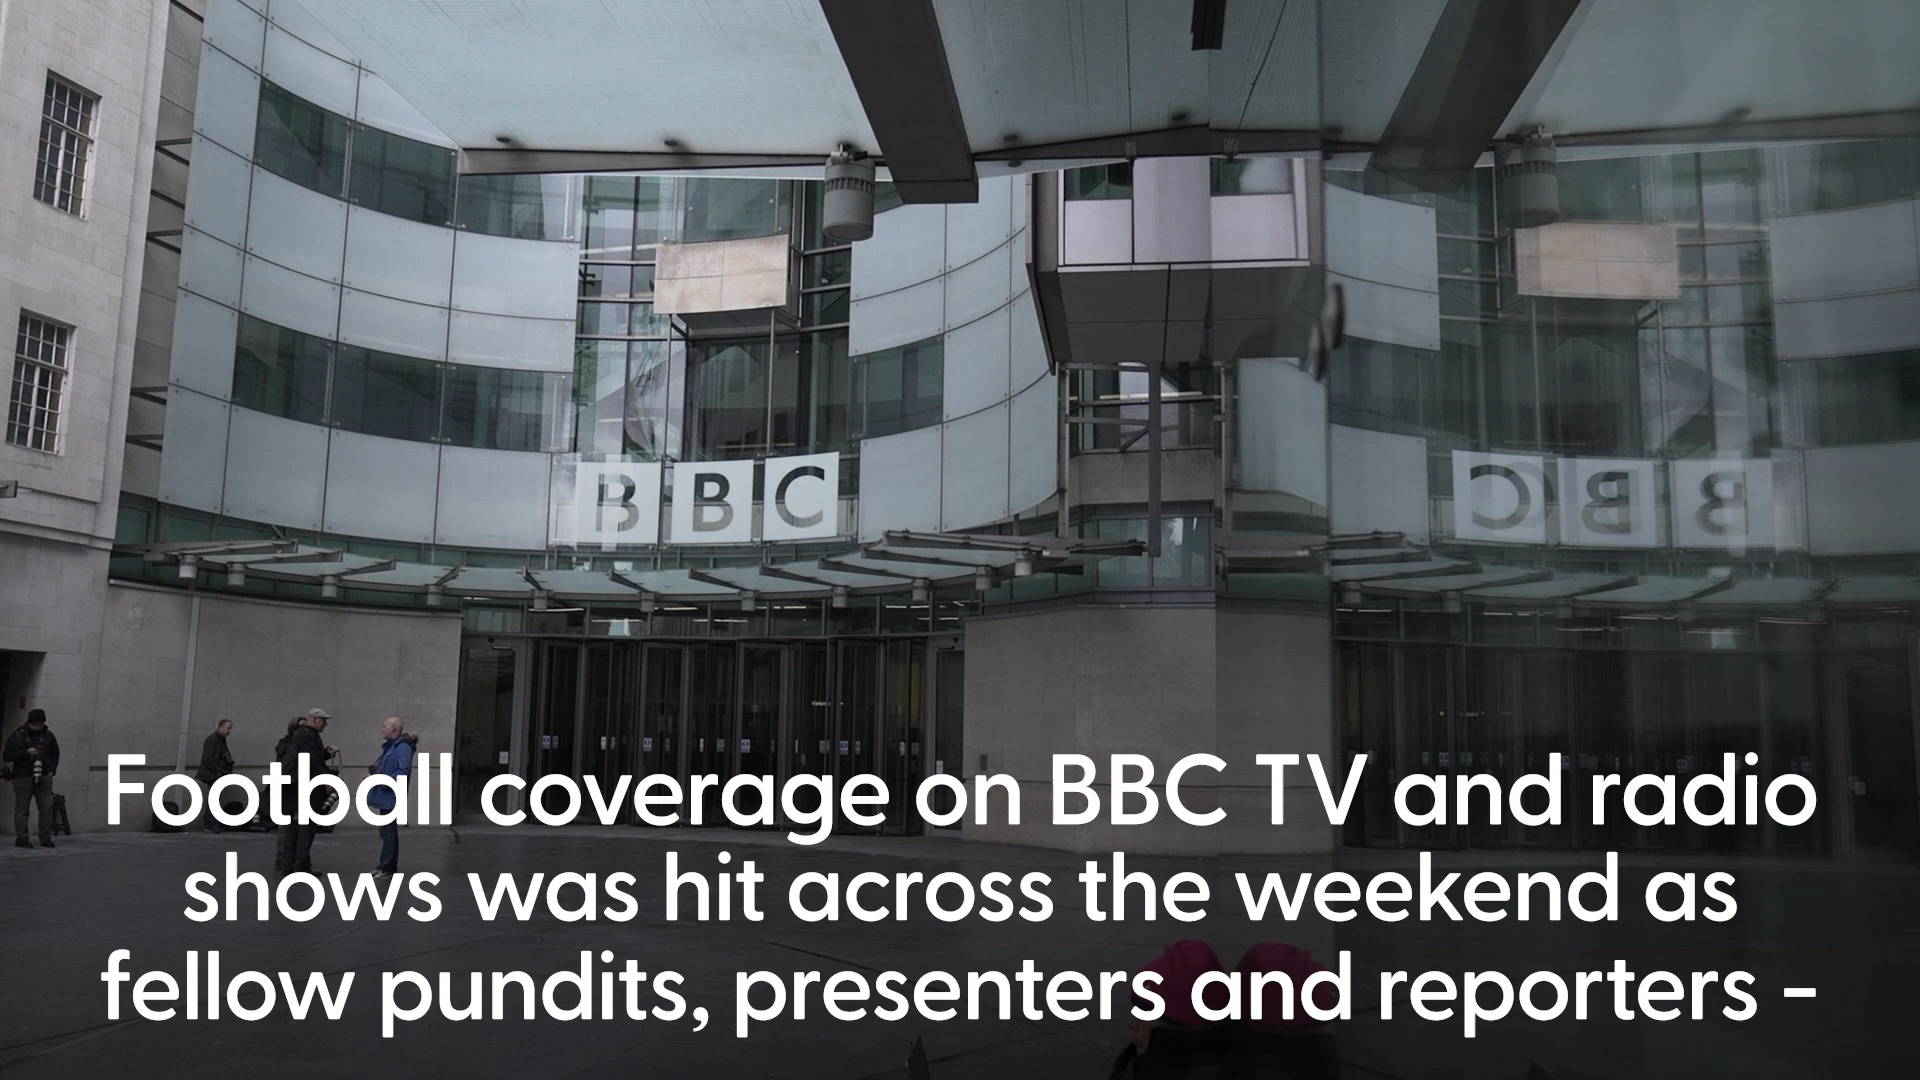 BBC
BBC
Football coverage on BBC TV and radio
shows was hit across the weekend as
fellow pundits, presenters and reporters -